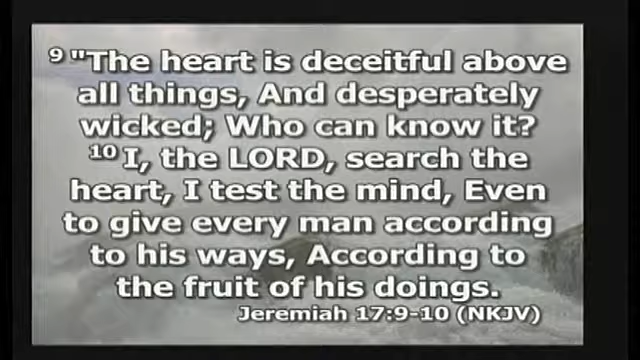 9 "The heart is deceitful above
all things, And desperately
wicked; Who can know it?
10 I, the LORD, search the
heart, I test the mind, Even
to give every man according
to his ways, According to
the fruit of his doings.
Jeremiah 17:9-10 (NKJV)